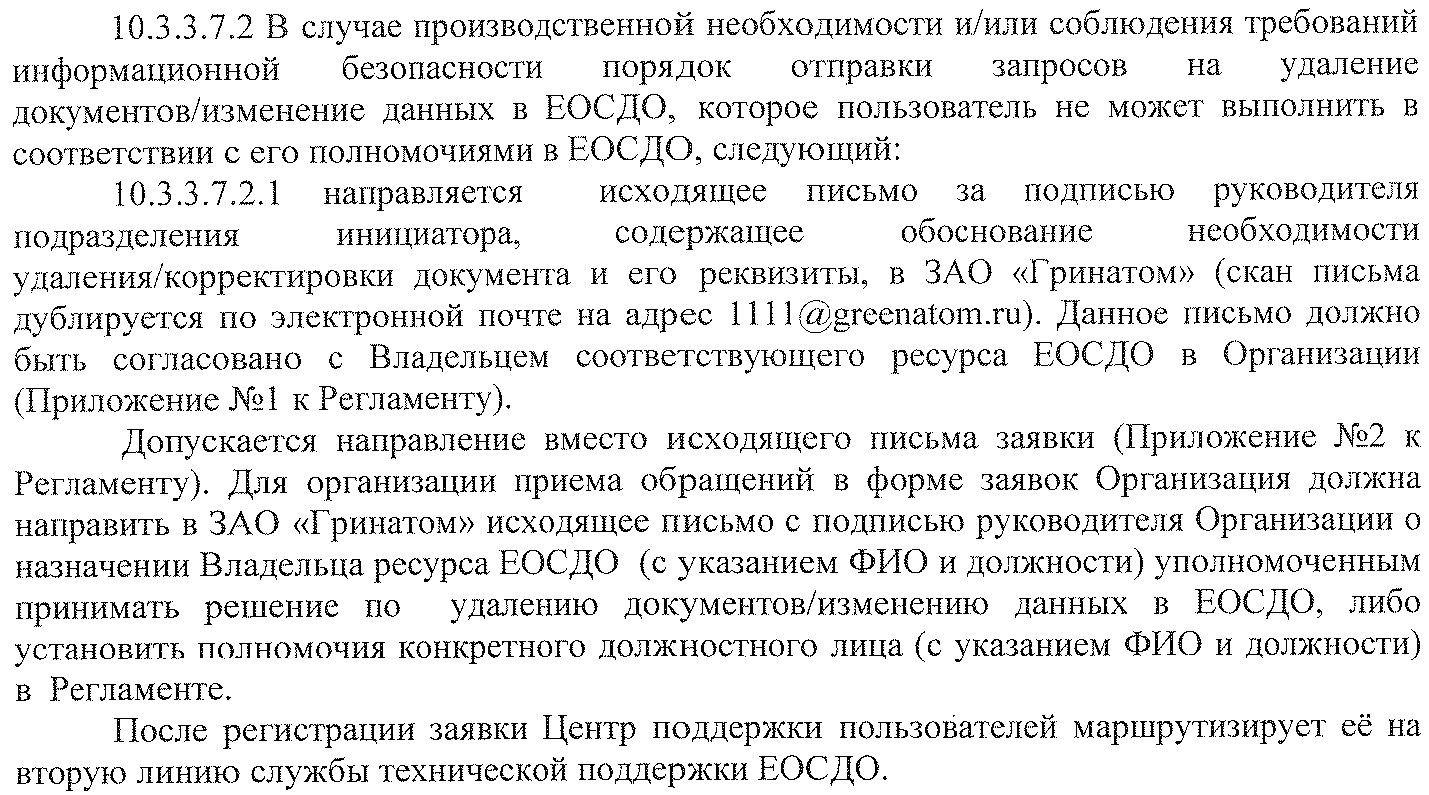 10.3.3.7.2 В случае производственной необходимости и/или соблюдения требований
информационной безопасности порядок отправки запросов на удаление
документов/изменение данных в ЕОСДО, которое пользователь не может выполнить в
соответствии с его полномочиями в ЕОСДО, следующий:
10.3.3.7.2.1 направляется исходящее письмо за подписью руководителя
подразделения инициатора, содержащее обоснование необходимости
удаления/корректировки документа и его реквизиты, в ЗАО «Гринатом» (скан письма
дублируется по электронной почте на адрес 1111@greenatom.ru). Данное письмо должно
быть согласовано с Владельцем соответствующего ресурса ЕОСДО в Организации
(Приложение №1 к Регламенту).
Допускается направление вместо исходящего письма заявки (Приложение №2 к
Регламенту). Для организации приема обращений в форме заявок Организация должна
направить в ЗАО «Гринатом» исходящее письмо с подписью руководителя Организации о
назначении Владельца ресурса ЕОСДО (с указанием ФИО и должности) уполномоченным
принимать решение по удалению документов/изменению данных в ЕОСДО, либо
установить полномочия конкретного должностного лица (с указанием ФИО и должности)
в Регламенте.
После регистрации заявки Центр поддержки пользователей маршрутизирует её на
вторую линию службы технической поддержки ЕОСДО.